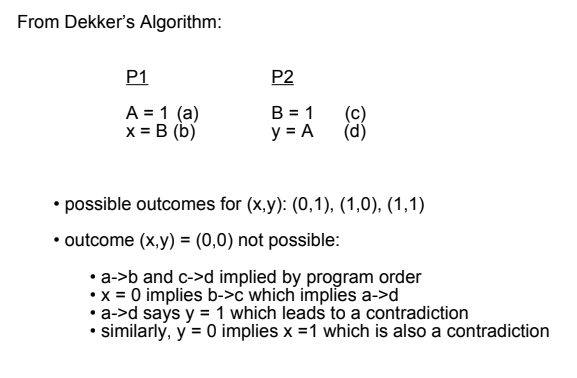 From Dekker's Algorithm:
P1 P2
A = 1 (a) B = 1 (c)
x = B (b) y = A (d)
• possible outcomes for (x,y): (0,1), (1,0), (1,1)
• outcome (x,y) = (0,0) not possible:
• a->b and c->d implied by program order
• x = 0 implies b->c which implies a->d
• a->d says y = 1 which leads to a contradiction
• similarly, y = 0 implies x =1 which is also a contradiction